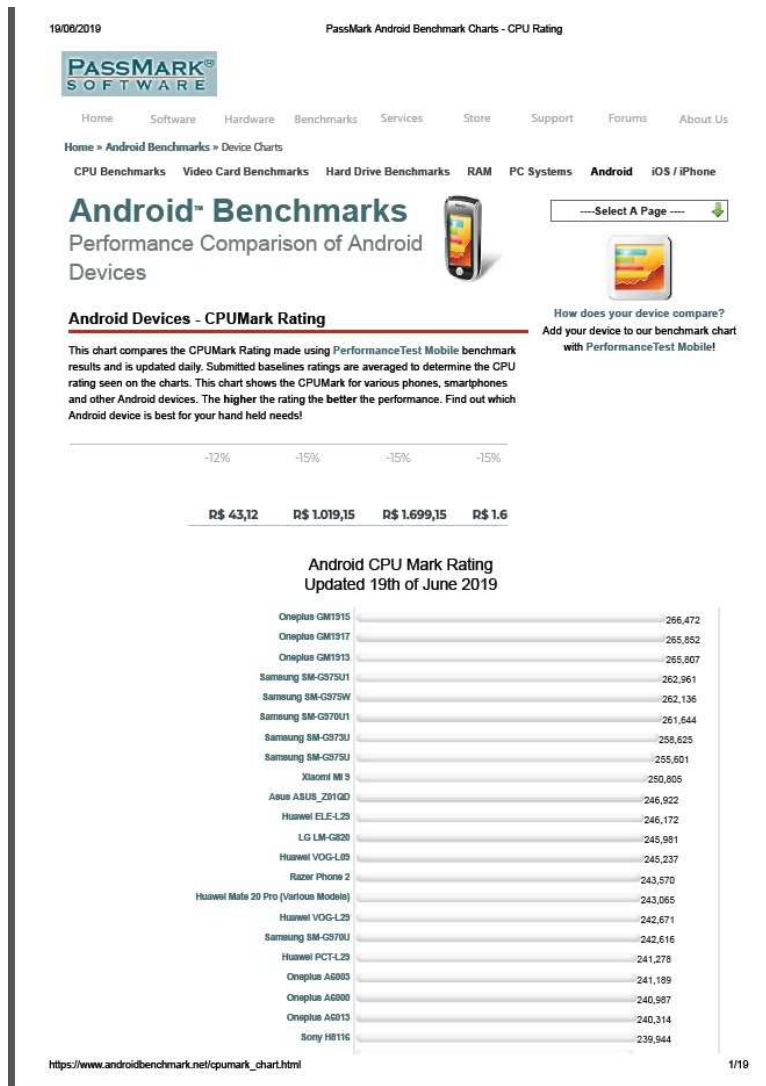 19/06/2019 PassMark Android Benchmark Charts - CPU Rating
PASSMARK®
SOFTWARE
Home Software Hardware Benchmarks Services Store Support Forums About Us
Home » Android Benchmarks » Device Charts
CPU Benchmarks Video Card Benchmarks Hard Drive Benchmarks RAM PC Systems Android iOS / iPhone
Android™ Benchmarks
Performance Comparison of Android
Devices
----Select A Page ----
How does your device compare?
Add your device to our benchmark chart
with PerformanceTest Mobile!
Android Devices - CPUMark Rating
This chart compares the CPUMark Rating made using PerformanceTest Mobile benchmark
results and is updated daily. Submitted baselines ratings are averaged to determine the CPU
rating seen on the charts. This chart shows the CPUMark for various phones, smartphones
and other Android devices. The higher the rating the better the performance. Find out which
Android device is best for your hand held needs!
-12% -15% -15% -15%
R$ 43,12 R$ 1.019,15 R$ 1.699,15 R$ 1.6
Android CPU Mark Rating
Updated 19th of June 2019
Oneplus GM1915 266,472
Oneplus GM1917 265,852
Oneplus GM1913 265,807
Samsung SM-G975U1 262,961
Samsung SM-G975W 262,136
Samsung SM-G970U1 261,644
Samsung SM-G973U 258,625
Samsung SM-G975U 255,601
Xiaomi MI 9 250,805
Asus ASUS_Z01QD 246,922
Huawei ELE-L29 246,172
LG LM-G820 245,981
Huawei VOG-L09 245,237
Razer Phone 2 243,570
Huawei Mate 20 Pro (Various Models) 243,065
Huawei VOG-L29 242,671
Samsung SM-G970U 242,616
Huawei PCT-L29 241,278
Oneplus A6003 241,189
Oneplus A6000 240,987
Oneplus A6013 240,314
Sony H8116 239,944
https://www.androidbenchmark.net/cpumark_chart.html 1/19